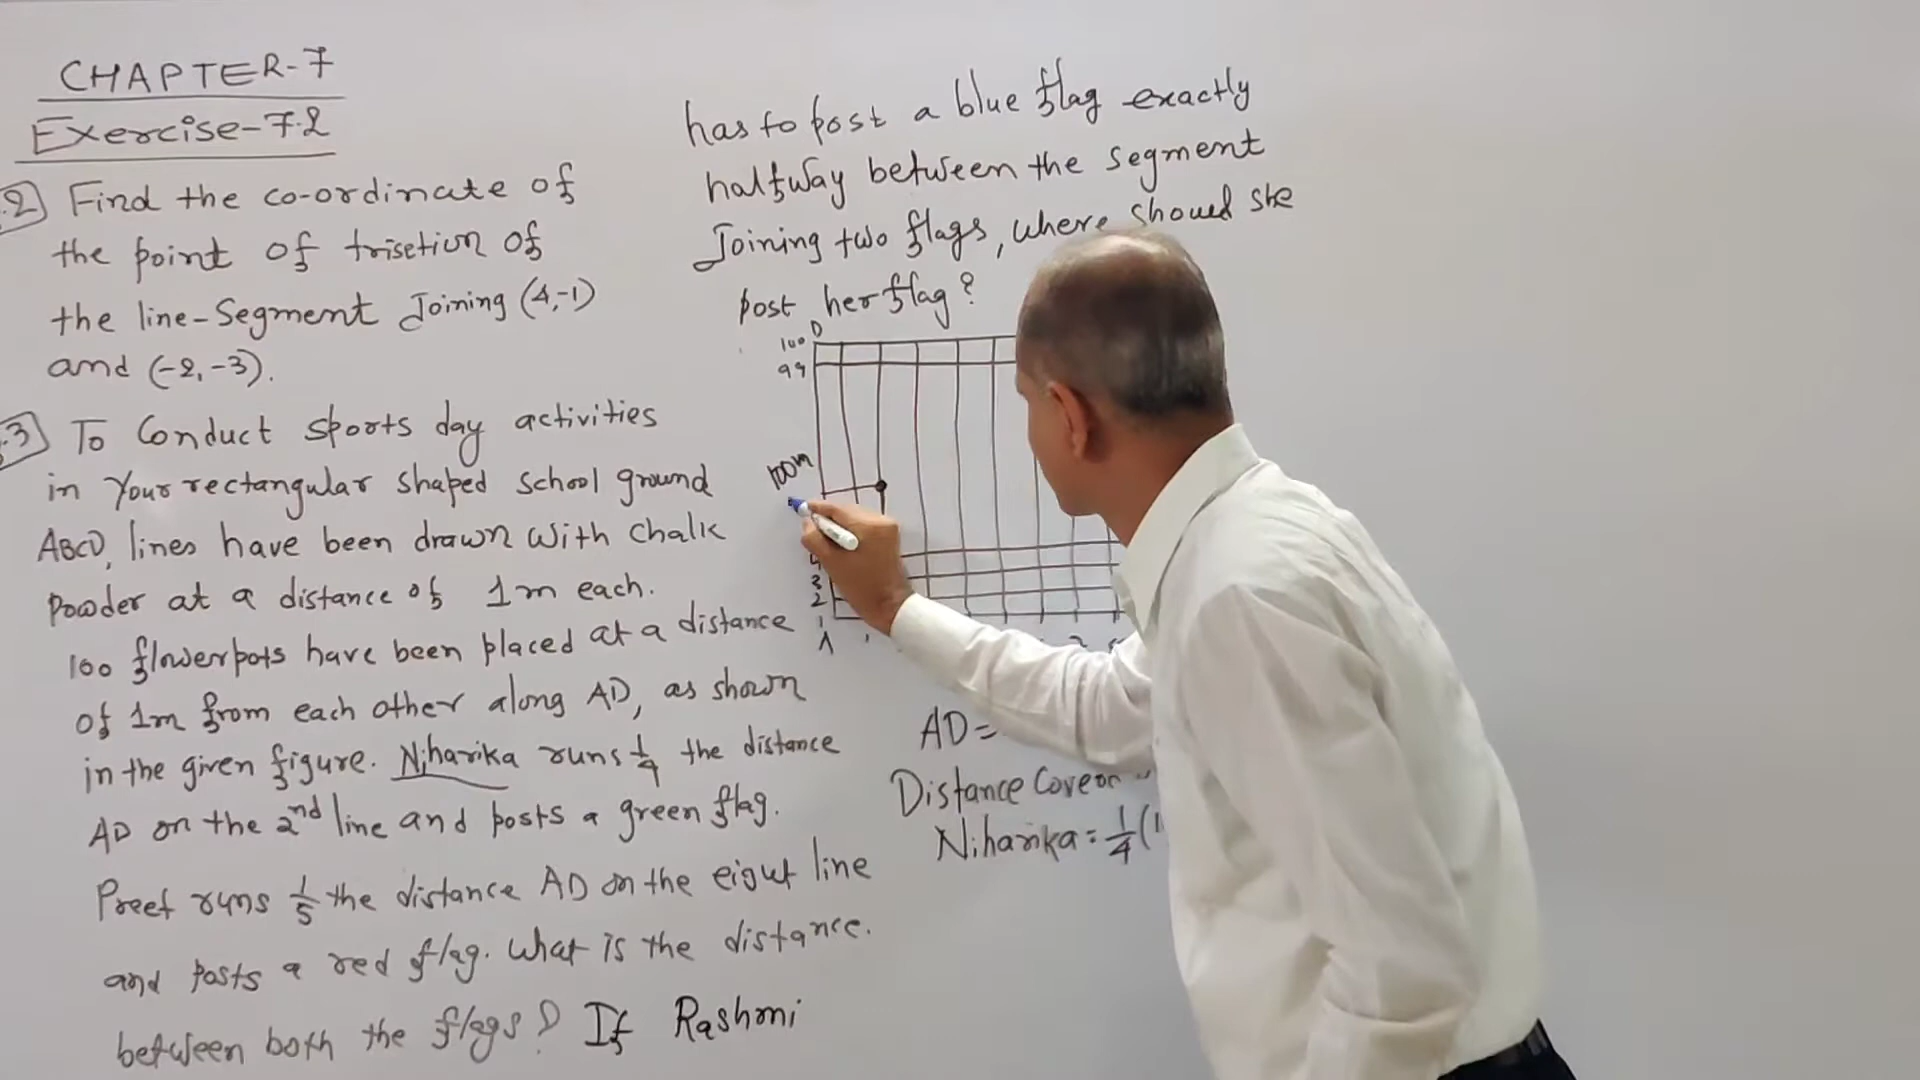 CHAPTER-7
Exercise-7.2
.2) Find the co-ordinate of
the point of trisetion of
the line-Segment Joining (4,-1)
and (-2,-3).
.3) To Conduct sports day activities
in Your rectangular shaped school ground
ABCD, lines have been drawn with Chalk
Powder at a distance of 1m each.
100 flowerpots have been placed at a distance
of 1m from each other along AD, as shown
in the given figure. Niharika runs 1/4 the distance
AD on the 2nd line and posts a green flag.
Preet runs 1/5 the distance AD on the eight line
and posts a red flag. What is the distance.
between both the flags? If Rashmi
has to post a blue flag exactly
halfway between the segment
Joining two flags, where should she
post her flag?
D
100
99
100m
4
3
2
1
A
AD=
Distance
Niharika = 1/4 (1